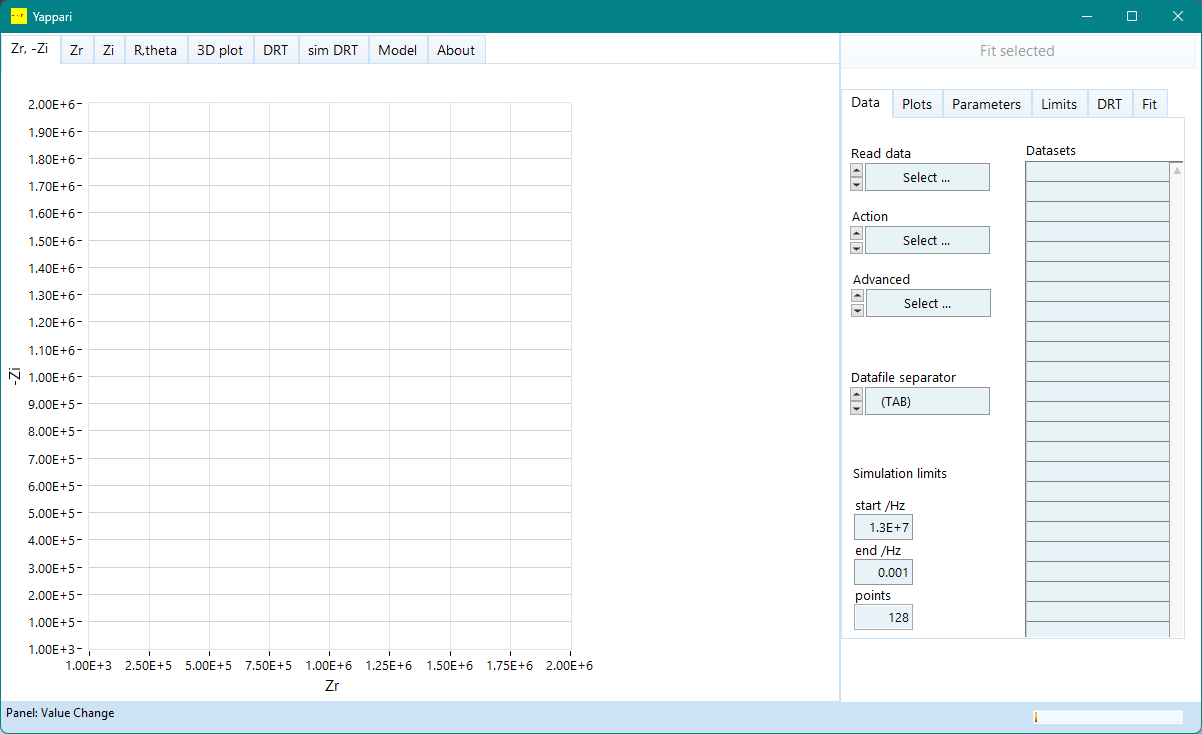 Yappari
Zr, -Zi Zr Zi R,theta 3D plot DRT sim DRT Model About
Fit selected
Data Plots Parameters Limits DRT Fit
2.00E+6
1.90E+6
1.80E+6
1.70E+6
1.60E+6
1.50E+6
1.40E+6
1.30E+6
1.20E+6
1.10E+6
1.00E+6
9.00E+5
8.00E+5
7.00E+5
6.00E+5
5.00E+5
4.00E+5
3.00E+5
2.00E+5
1.00E+5
1.00E+3
-Zi
1.00E+3 2.50E+5 5.00E+5 7.50E+5 1.00E+6 1.25E+6 1.50E+6 1.75E+6 2.00E+6
Zr
Read data
Select ...
Action
Select ...
Advanced
Select ...
Datafile separator
(TAB)
Simulation limits
start /Hz
1.3E+7
end /Hz
0.001
points
128
Datasets
Panel: Value Change